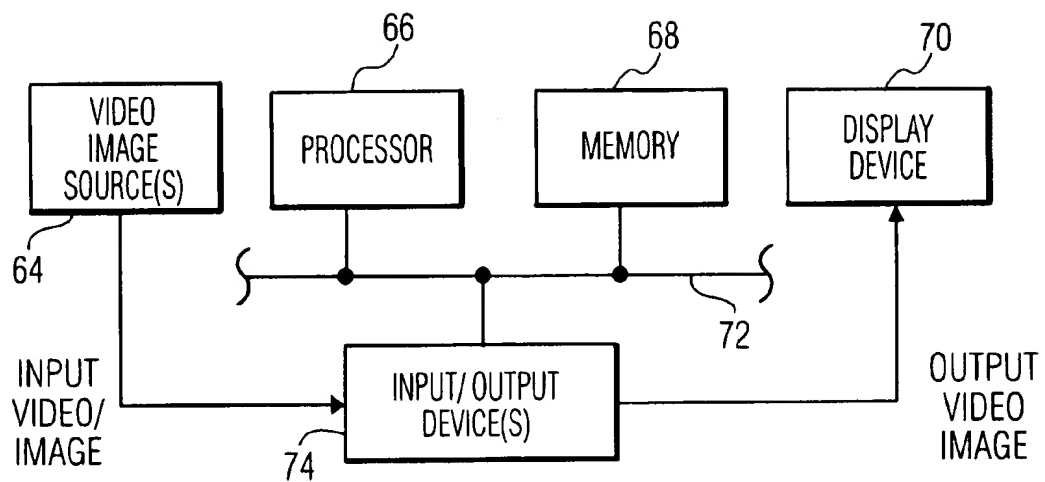 66
68
70
VIDEO
IMAGE
SOURCE(S)
PROCESSOR
MEMORY
DISPLAY
DEVICE
64
72
INPUT
VIDEO/
IMAGE
INPUT/OUTPUT
DEVICE(S)
74
OUTPUT
VIDEO
IMAGE